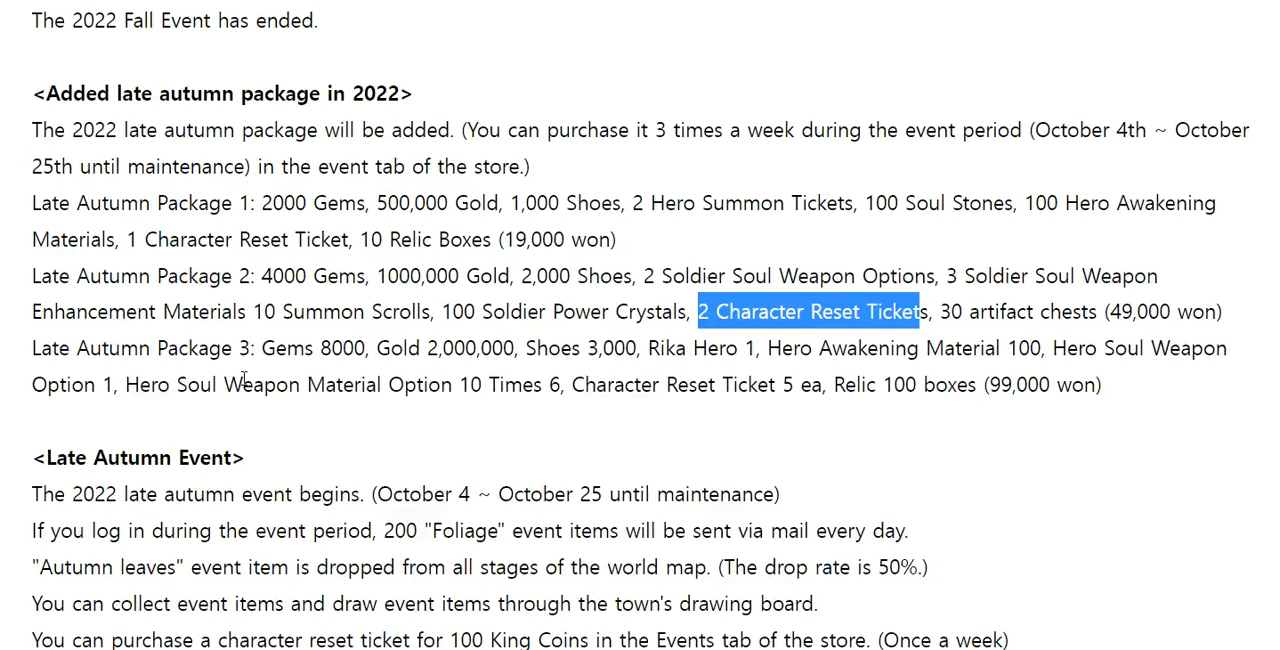 The 2022 Fall Event has ended.
<Added late autumn package in 2022>
The 2022 late autumn package will be added. (You can purchase it 3 times a week during the event period (October 4th ~ October
25th until maintenance) in the event tab of the store.)
Late Autumn Package 1: 2000 Gems, 500,000 Gold, 1,000 Shoes, 2 Hero Summon Tickets, 100 Soul Stones, 100 Hero Awakening
Materials, 1 Character Reset Ticket, 10 Relic Boxes (19,000 won)
Late Autumn Package 2: 4000 Gems, 1000,000 Gold, 2,000 Shoes, 2 Soldier Soul Weapon Options, 3 Soldier Soul Weapon
Enhancement Materials 10 Summon Scrolls, 100 Soldier Power Crystals, 2 Character Reset Tickets, 30 artifact chests (49,000 won)
Late Autumn Package 3: Gems 8000, Gold 2,000,000, Shoes 3,000, Rika Hero 1, Hero Awakening Material 100, Hero Soul Weapon
Option 1, Hero Soul Weapon Material Option 10 Times 6, Character Reset Ticket 5 ea, Relic 100 boxes (99,000 won)
<Late Autumn Event>
The 2022 late autumn event begins. (October 4 ~ October 25 until maintenance)
If you log in during the event period, 200 "Foliage" event items will be sent via mail every day.
"Autumn leaves" event item is dropped from all stages of the world map. (The drop rate is 50%.)
You can collect event items and draw event items through the town's drawing board.
You can purchase a character reset ticket for 100 King Coins in the Events tab of the store. (Once a week)